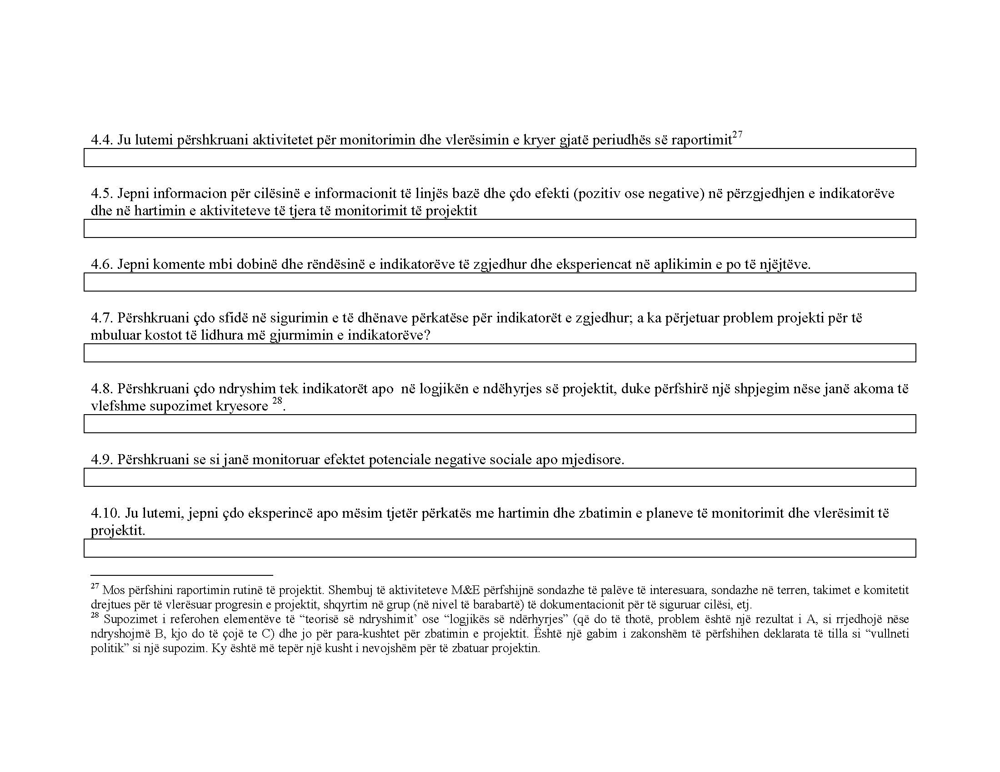 4.4. Ju lutemi përshkruani aktivitetet për monitorimin dhe vlerësimin e kryer gjatë periudhës së raportimit27
4.5. Jepni informacion për cilësinë e informacionit të linjës bazë dhe çdo efekti (pozitiv ose negative) në përzgjedhjen e indikatorëve
dhe në hartimin e aktiviteteve të tjera të monitorimit të projektit
4.6. Jepni komente mbi dobinë dhe rëndësinë e indikatorëve të zgjedhur dhe eksperiencat në aplikimin e po të njëjtëve.
4.7. Përshkruani çdo sfidë në sigurimin e të dhënave përkatëse për indikatorët e zgjedhur; a ka përjetuar problem projekti për të
mbuluar kostot të lidhura më gjurmimin e indikatorëve?
4.8. Përshkruani çdo ndryshim tek indikatorët apo  në logjikën e ndëhyrjes së projektit, duke përfshirë një shpjegim nëse janë akoma të
vlefshme supozimet kryesore 28.
4.9. Përshkruani se si janë monitoruar efektet potenciale negative sociale apo mjedisore.
4.10. Ju lutemi, jepni çdo eksperincë apo mësim tjetër përkatës me hartimin dhe zbatimin e planeve të monitorimit dhe vlerësimit të
projektit.
27 Mos përfshini raportimin rutinë të projektit. Shembuj të aktiviteteve M&E përfshijnë sondazhe të palëve të interesuara, sondazhe në terren, takimet e komitetit
drejtues për të vlerësuar progresin e projektit, shqyrtim në grup (në nivel të barabartë) të dokumentacionit për të siguruar cilësi, etj.
28 Supozimet i referohen elementëve të “teorisë së ndryshimit’ ose “logjikës së ndërhyrjes” (që do të thotë, problem është një rezultat i A, si rrjedhojë nëse
ndryshojmë B, kjo do të çojë te C) dhe jo për para-kushtet për zbatimin e projektit. Është një gabim i zakonshëm të përfshihen deklarata të tilla si “vullneti
politik” si një supozim. Ky është më tepër një kusht i nevojshëm për të zbatuar projektin.